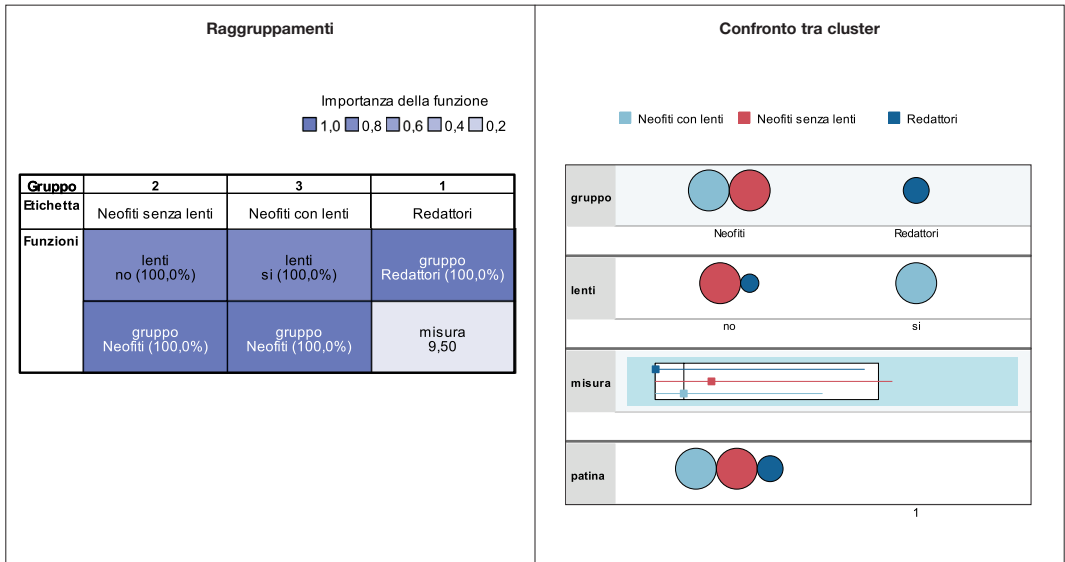 Raggruppamenti
Importanza della funzione
1,0 0,8 0,6 0,4 0,2
Gruppo 2 3 1
Etichetta Neofiti senza lenti Neofiti con lenti Redattori
Funzioni
lenti
no (100,0%)
lenti
si (100,0%)
gruppo
Redattori (100,0%)
gruppo
Neofiti (100,0%)
gruppo
Neofiti (100,0%)
misura
9,50
Confronto tra cluster
Neofiti con lenti Neofiti senza lenti Redattori
gruppo
Neofiti Redattori
lenti
no si
misura
patina
1